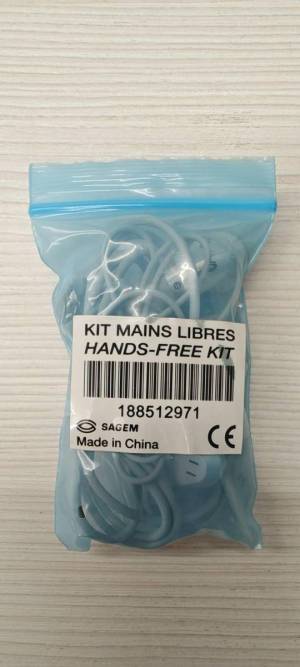 KIT MAINS LIBRES
HANDS-FREE KIT
188512971
SAGEM
Made in China
CE